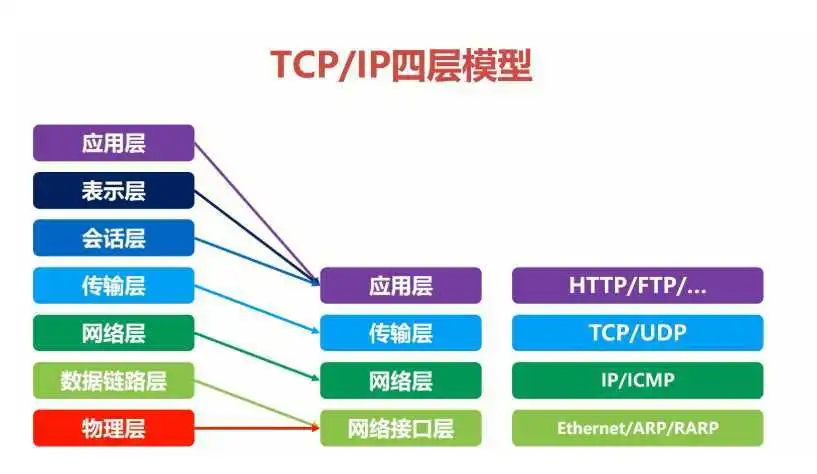 TCP/IP四层模型
应用层
表示层
会话层
传输层
网络层
数据链路层
物理层
应用层
传输层
网络层
网络接口层
HTTP/FTP/...
TCP/UDP
IP/ICMP
Ethernet/ARP/RARP